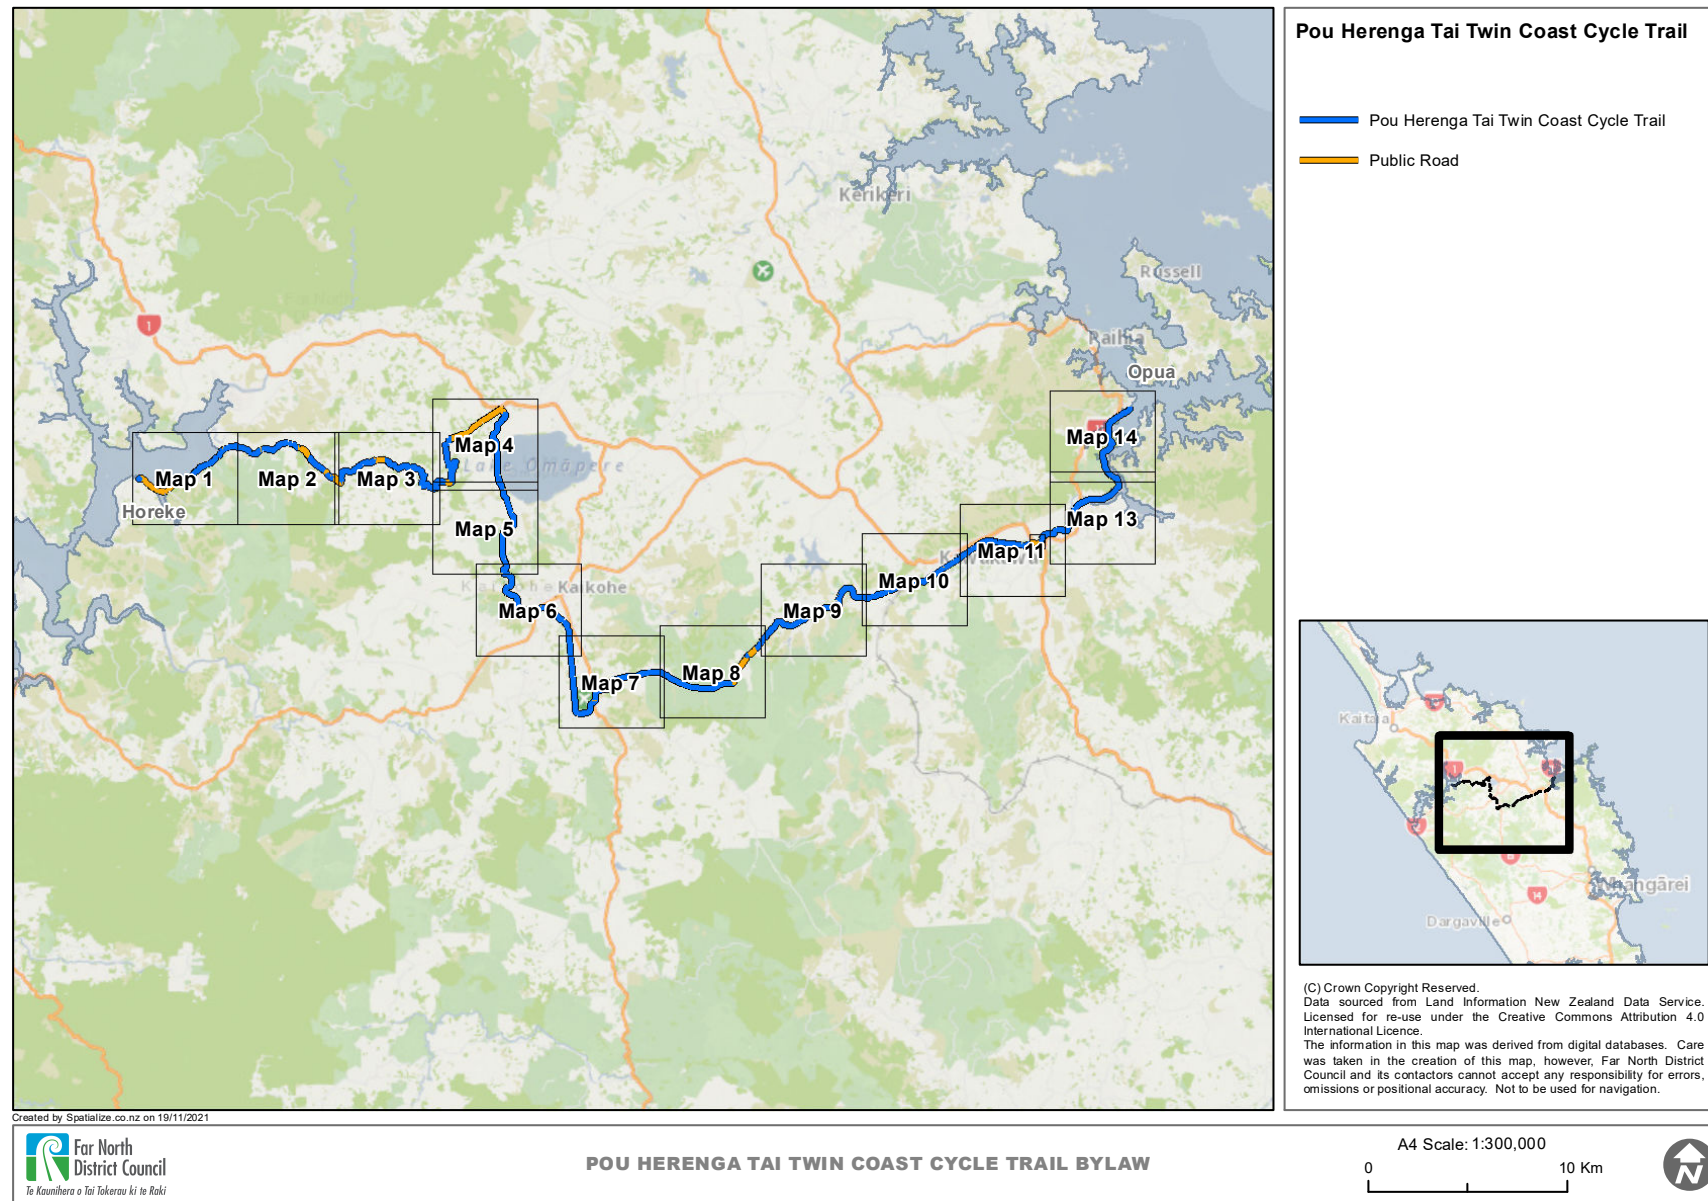 Pou Herenga Tai Twin Coast Cycle Trail
Pou Herenga Tai Twin Coast Cycle Trail
Public Road
Kerikeri
Russell
Paihia
Opua
1
Map 14
Map 4
Lake Ōmāpere
Map 1
Map 2
Map 3
Horeke
Map 5
Map 13
Map 11
Map 10
Kaikohe
Map 6
Map 9
Map 7
Map 8
Kaitaia
1
Whangārei
14
Dargaville
(C) Crown Copyright Reserved.
Data sourced from Land Information New Zealand Data Service.
Licensed for re-use under the Creative Commons Attribution 4.0
International Licence.
The information in this map was derived from digital databases. Care
was taken in the creation of this map, however, Far North District
Council and its contactors cannot accept any responsibility for errors,
omissions or positional accuracy. Not to be used for navigation.
Created by Spatialize.co.nz on 19/11/2021
Far North
District Council
Te Kaunihera o Tai Tokerau ki te Raki
POU HERENGA TAI TWIN COAST CYCLE TRAIL BYLAW
A4 Scale: 1:300,000
0 10 Km
N